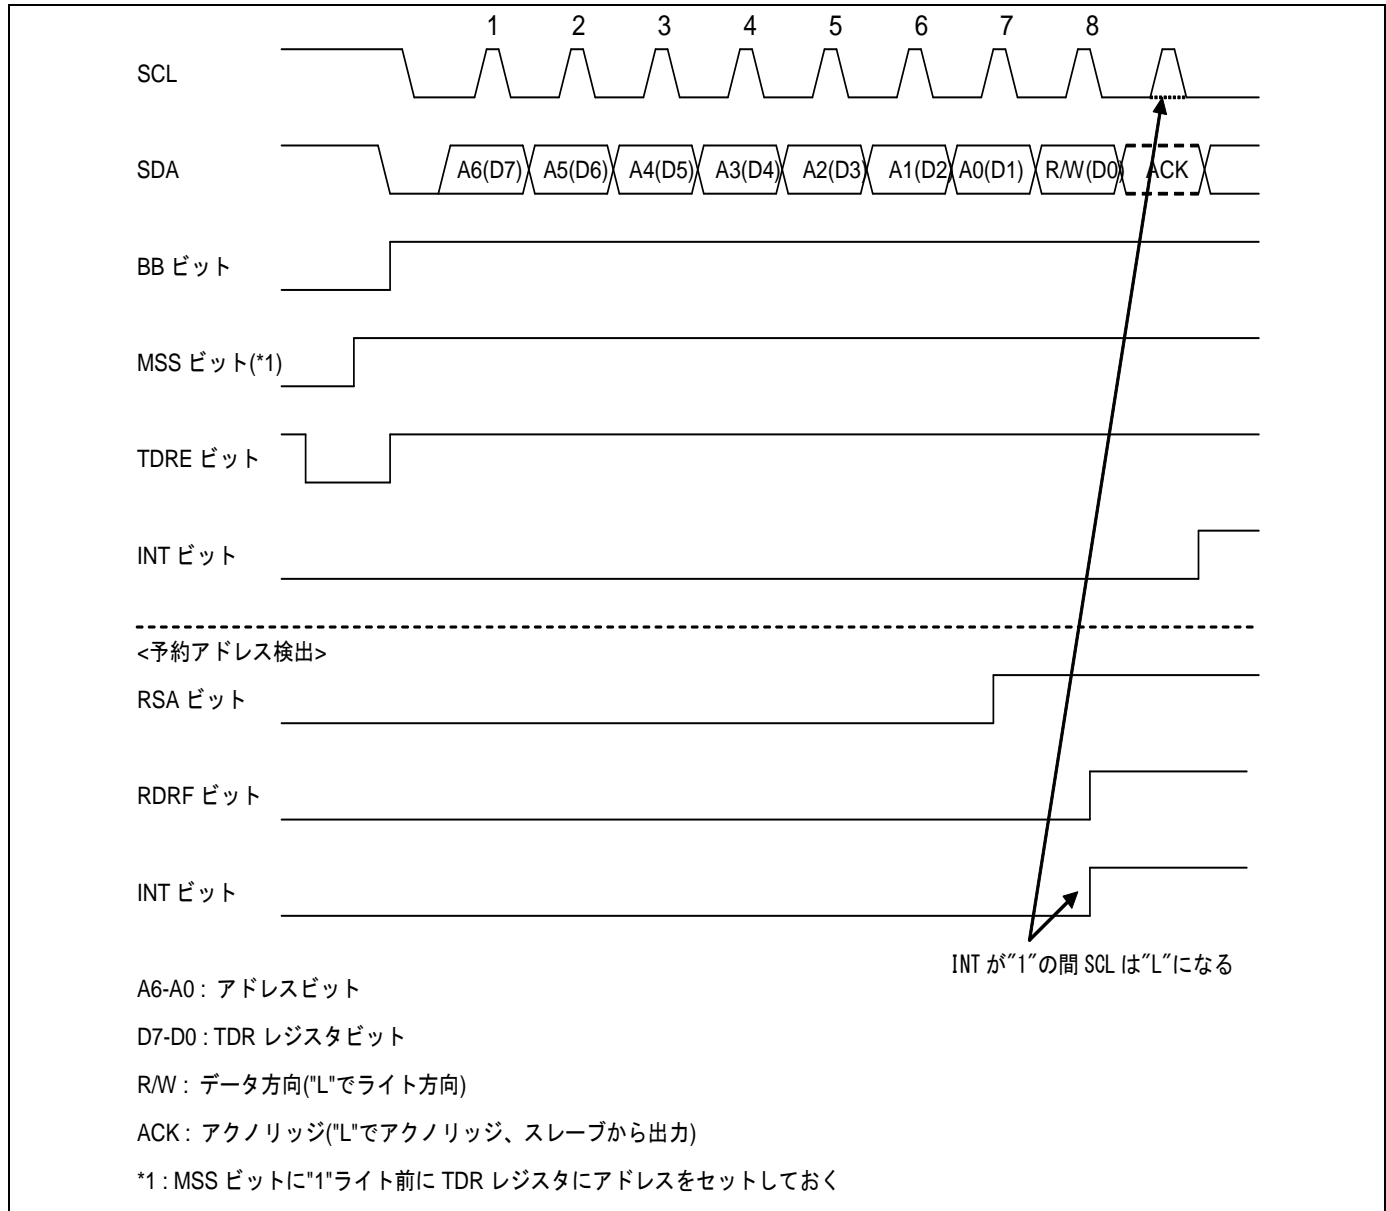 1 2 3 4 5 6 7 8
SCL
SDA A6(D7) A5(D6) A4(D5) A3(D4) A2(D3) A1(D2) A0(D1) R/W(D0) ACK
BB ビット
MSS ビット(*1)
TDRE ビット
INT ビット
<予約アドレス検出>
RSA ビット
RDRF ビット
INT ビット
INT が"1"の間 SCL は"L"になる
A6-A0 : アドレスビット
D7-D0 : TDR レジスタビット
R/W : データ方向("L"でライト方向)
ACK : アクノリッジ("L"でアクノリッジ、スレーブから出力)
*1 : MSS ビットに"1"ライト前に TDR レジスタにアドレスをセットしておく